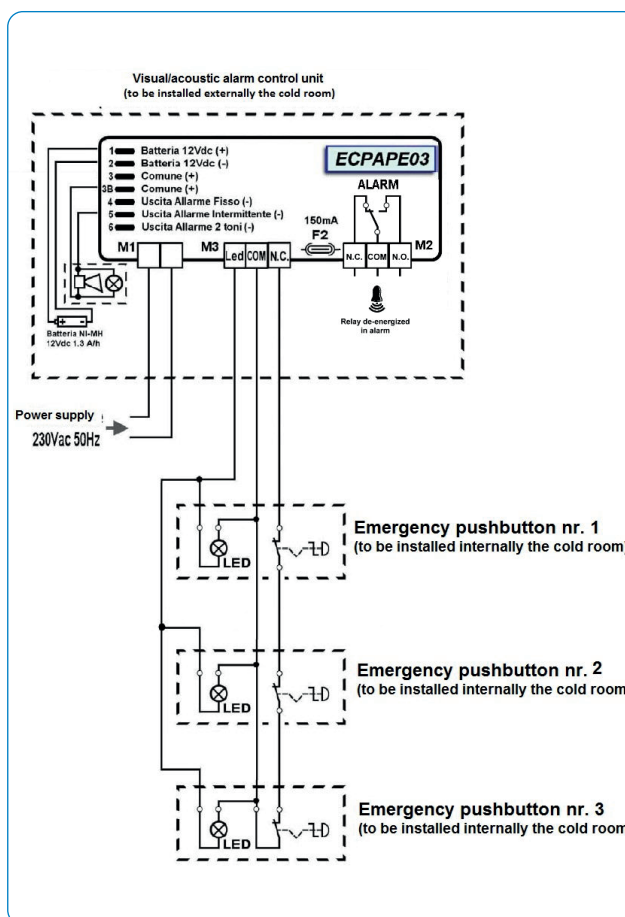 Visual/acoustic alarm control unit
(to be installed externally the cold room)
1 Batteria 12Vdc (+)
2 Batteria 12Vdc (-)
3 Comune (+)
3B Comune (+)
4 Uscita Allarme Fisso (-)
5 Uscita Allarme Intermittente (-)
6 Uscita Allarme 2 toni (-)
ECPAPE03
ALARM
150mA
F2
M1
M3
M2
Led COM N.C.
N.C. COM N.O.
+ -
Batteria NI-MH
12Vdc 1.3 A/h
Relay de-energized
in alarm
Power supply
230Vac 50Hz
Emergency pushbutton nr. 1
(to be installed internally the cold room)
LED
Emergency pushbutton nr. 2
(to be installed internally the cold room
LED
Emergency pushbutton nr. 3
(to be installed internally the cold room
LED